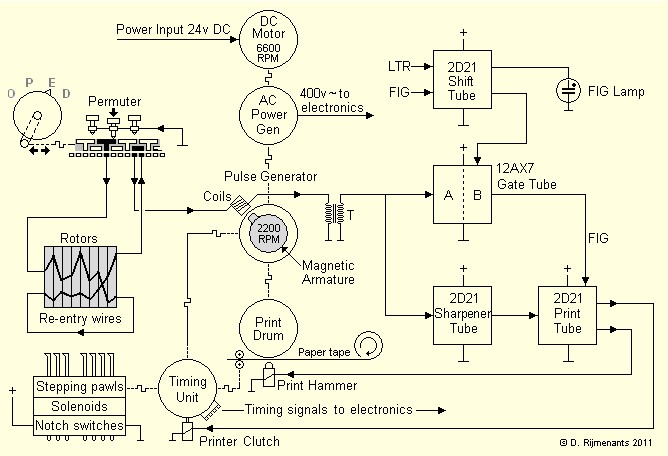 Power Input 24v DC
DC
Motor
6600
RPM
AC
Power
Gen
400v~to
electronics
LTR
FIG
2D21
Shift
Tube
FIG Lamp
O P E D
Permuter
Pulse Generator
Coils
2200
RPM
T
Magnetic
Armature
A B
12AX7
Gate Tube
FIG
Rotors
Re-entry wires
2D21
Sharpener
Tube
2D21
Print
Tube
Print
Drum
Paper tape
Print Hammer
Timing
Unit
Timing signals to electronics
Printer Clutch
Stepping pawls
Solenoids
Notch switches
+
+
+
+
+
© D. Rijmenants 2011